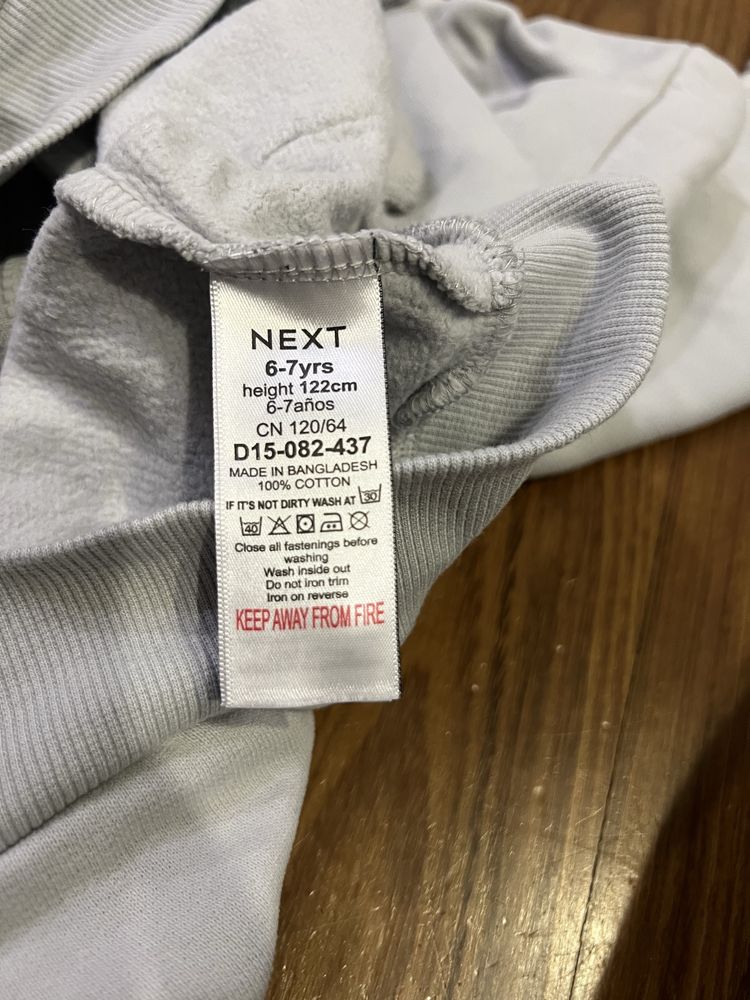 NEXT
6-7yrs
height 122cm
6-7años
CN 120/64
D15-082-437
MADE IN BANGLADESH
100% COTTON
IF IT'S NOT DIRTY WASH AT 30
40
Close all fastenings before
washing
Wash inside out
Do not iron trim
Iron on reverse
KEEP AWAY FROM FIRE